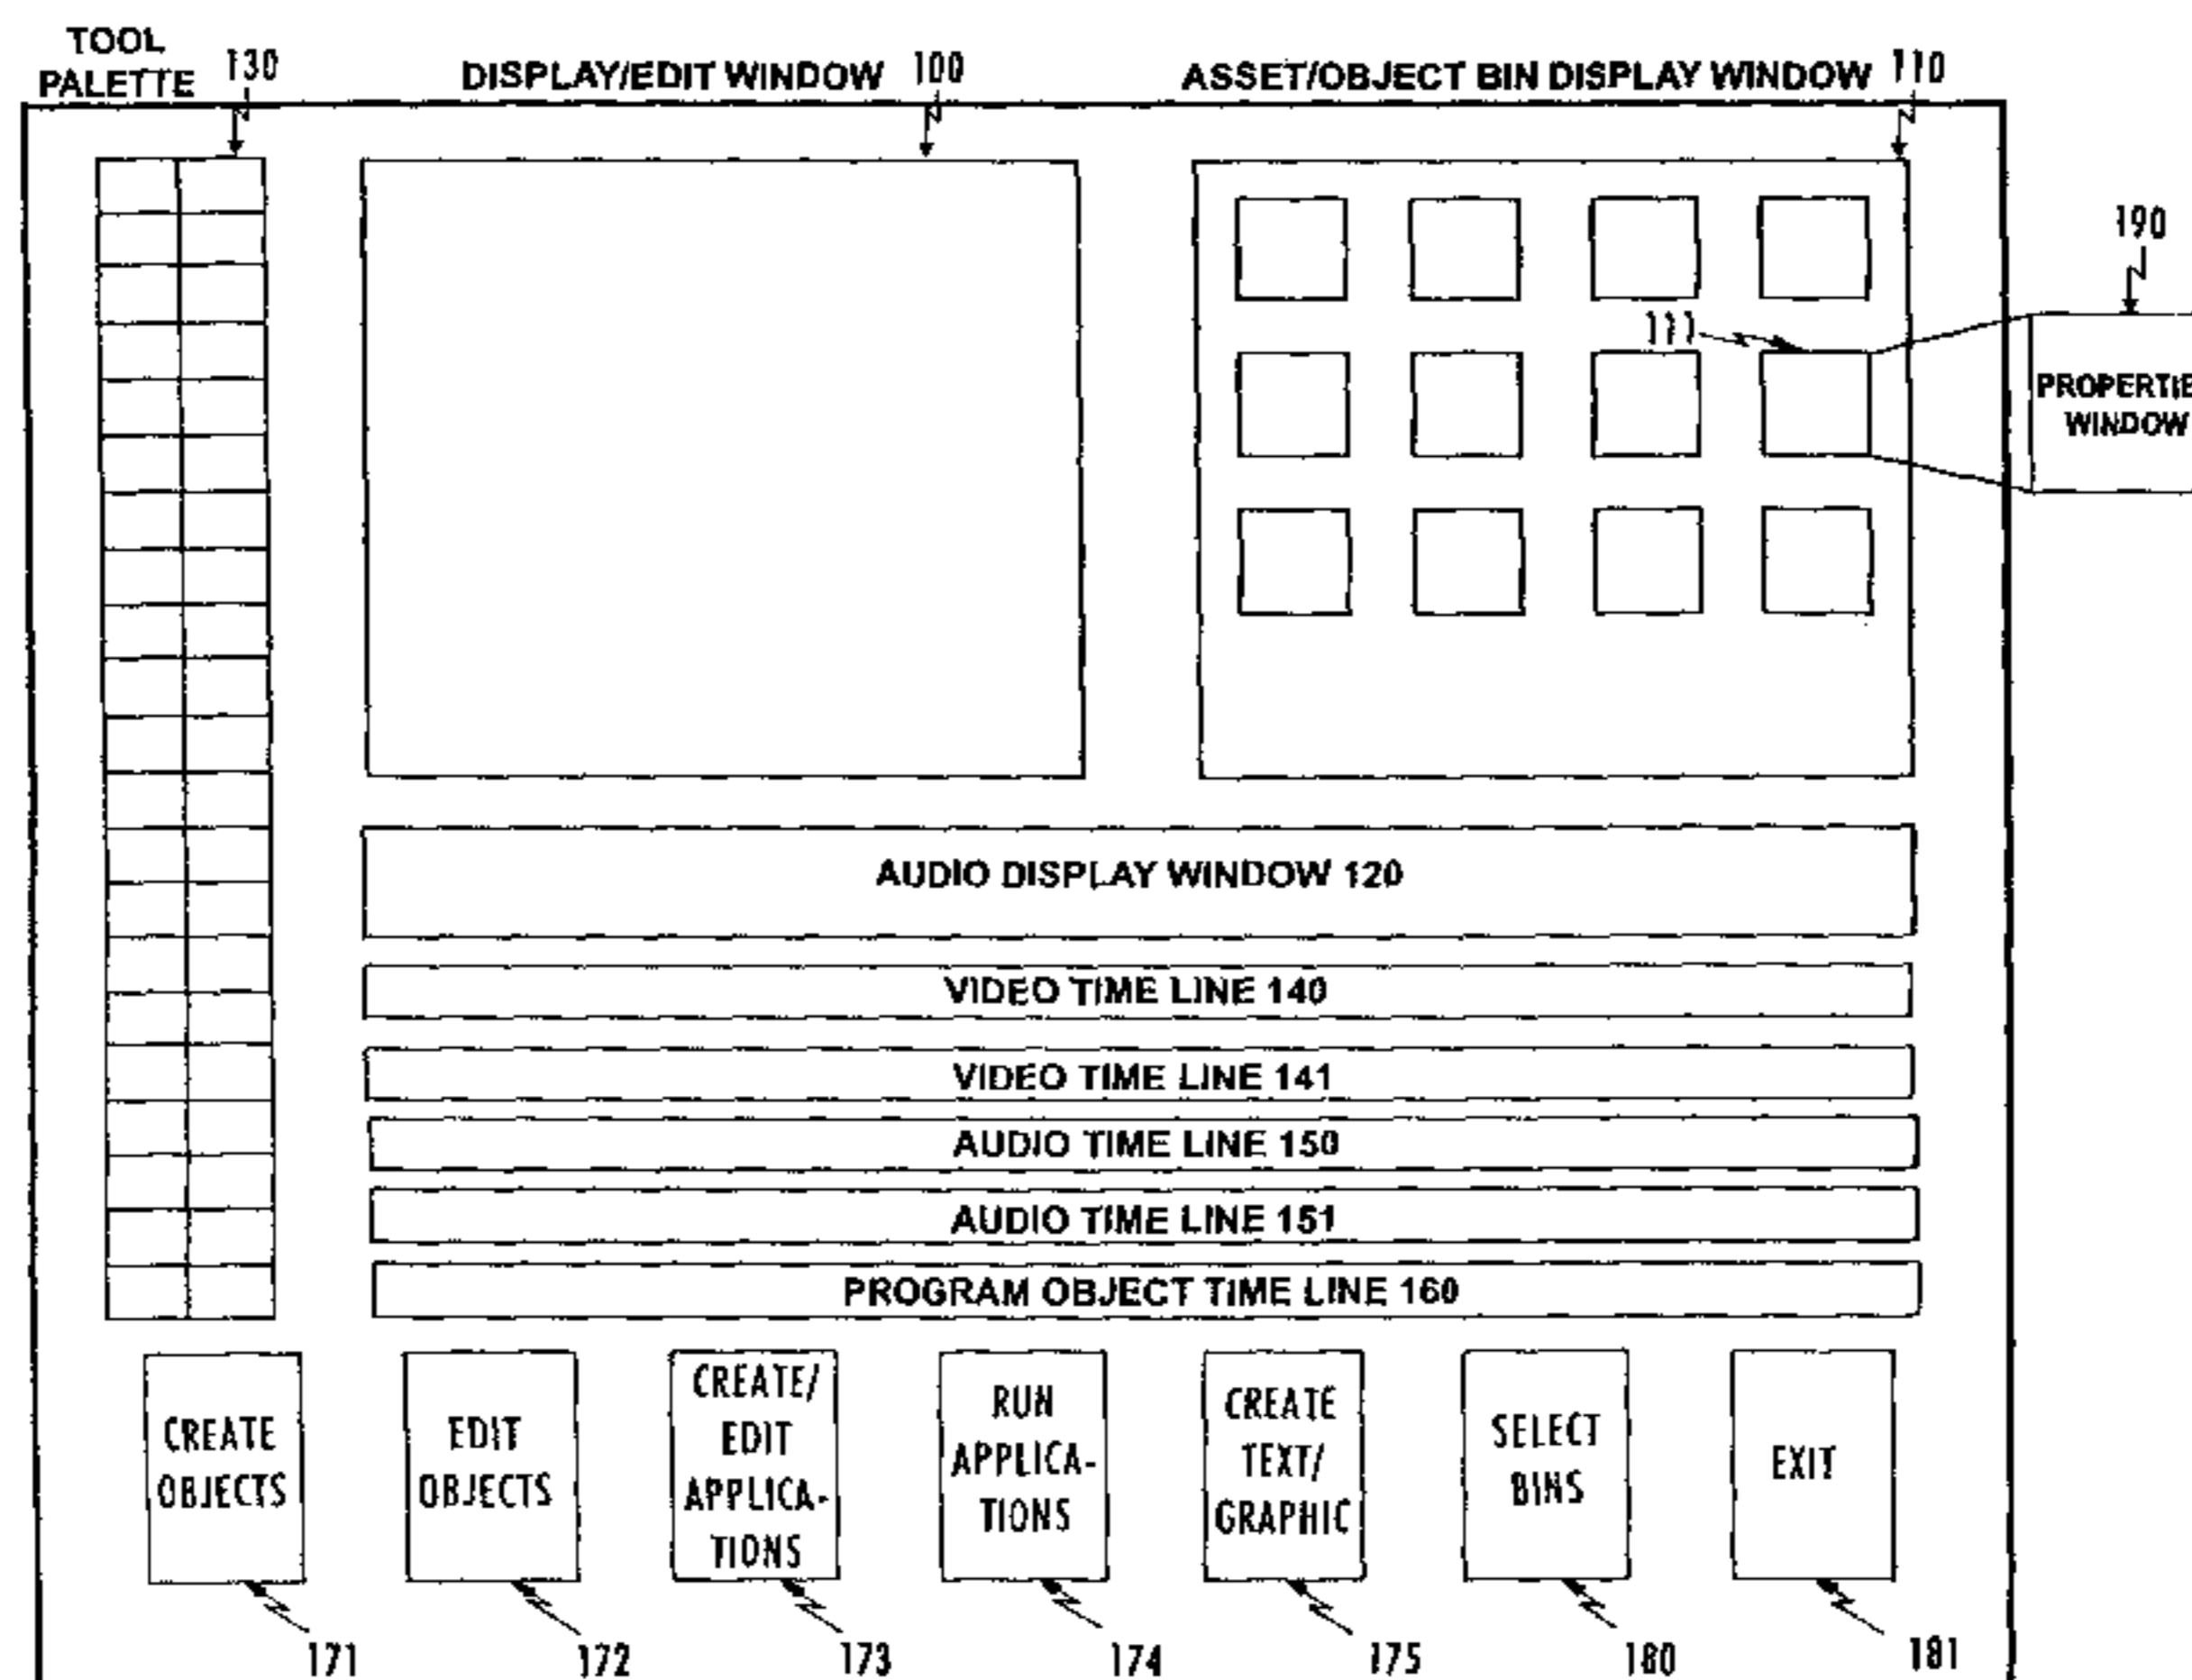 TOOL
PALETTE
130
DISPLAY/EDIT WINDOW 100
ASSET/OBJECT BIN DISPLAY WINDOW 110
190
111
PROPERTIE
WINDOW
AUDIO DISPLAY WINDOW 120
VIDEO TIME LINE 140
VIDEO TIME LINE 141
AUDIO TIME LINE 150
AUDIO TIME LINE 151
PROGRAM OBJECT TIME LINE 160
CREATE
OBJECTS
EDIT
OBJECTS
CREATE/
EDIT
APPLICA-
TIONS
RUN
APPLICA-
TIONS
CREATE
TEXT/
GRAPHIC
SELECT
BINS
EXIT
171
172
173
174
175
180
181